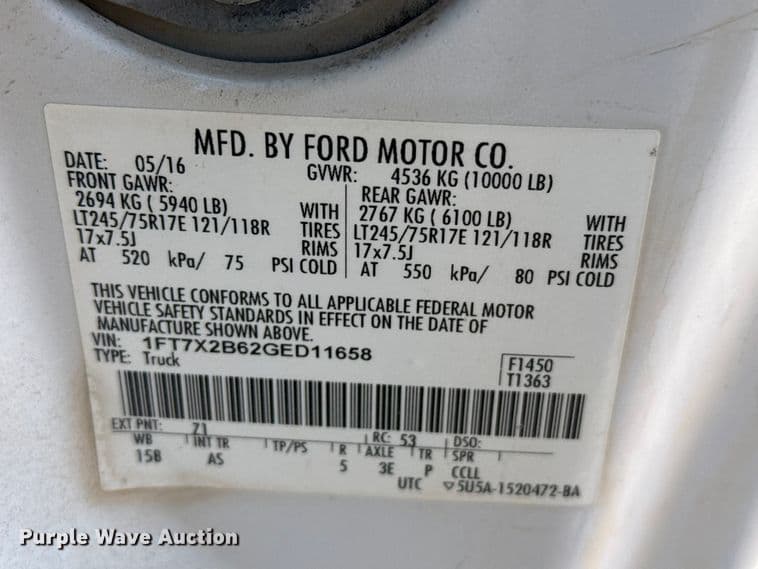 MFD. BY FORD MOTOR CO.
DATE: 05/16 GVWR: 4536 KG (10000 LB)
FRONT GAWR: REAR GAWR:
2694 KG ( 5940 LB) WITH 2767 KG ( 6100 LB) WITH
LT245/75R17E 121/118R TIRES LT245/75R17E 121/118R TIRES
17x7.5J RIMS 17x7.5J RIMS
AT 520 kPa/ 75 PSI COLD AT 550 kPa/ 80 PSI COLD
THIS VEHICLE CONFORMS TO ALL APPLICABLE FEDERAL MOTOR
VEHICLE SAFETY STANDARDS IN EFFECT ON THE DATE OF
MANUFACTURE SHOWN ABOVE.
VIN: 1FT7X2B62GED11658
TYPE: Truck
F1450
T1363
EXT PNT: Z1 RC: 53 DSO:
WB INT TR TP/PS R AXLE TR SPR
15B AS 5 3E P CCLL
UTC ▽5U5A-1520472-BA
Purple Wave Auction